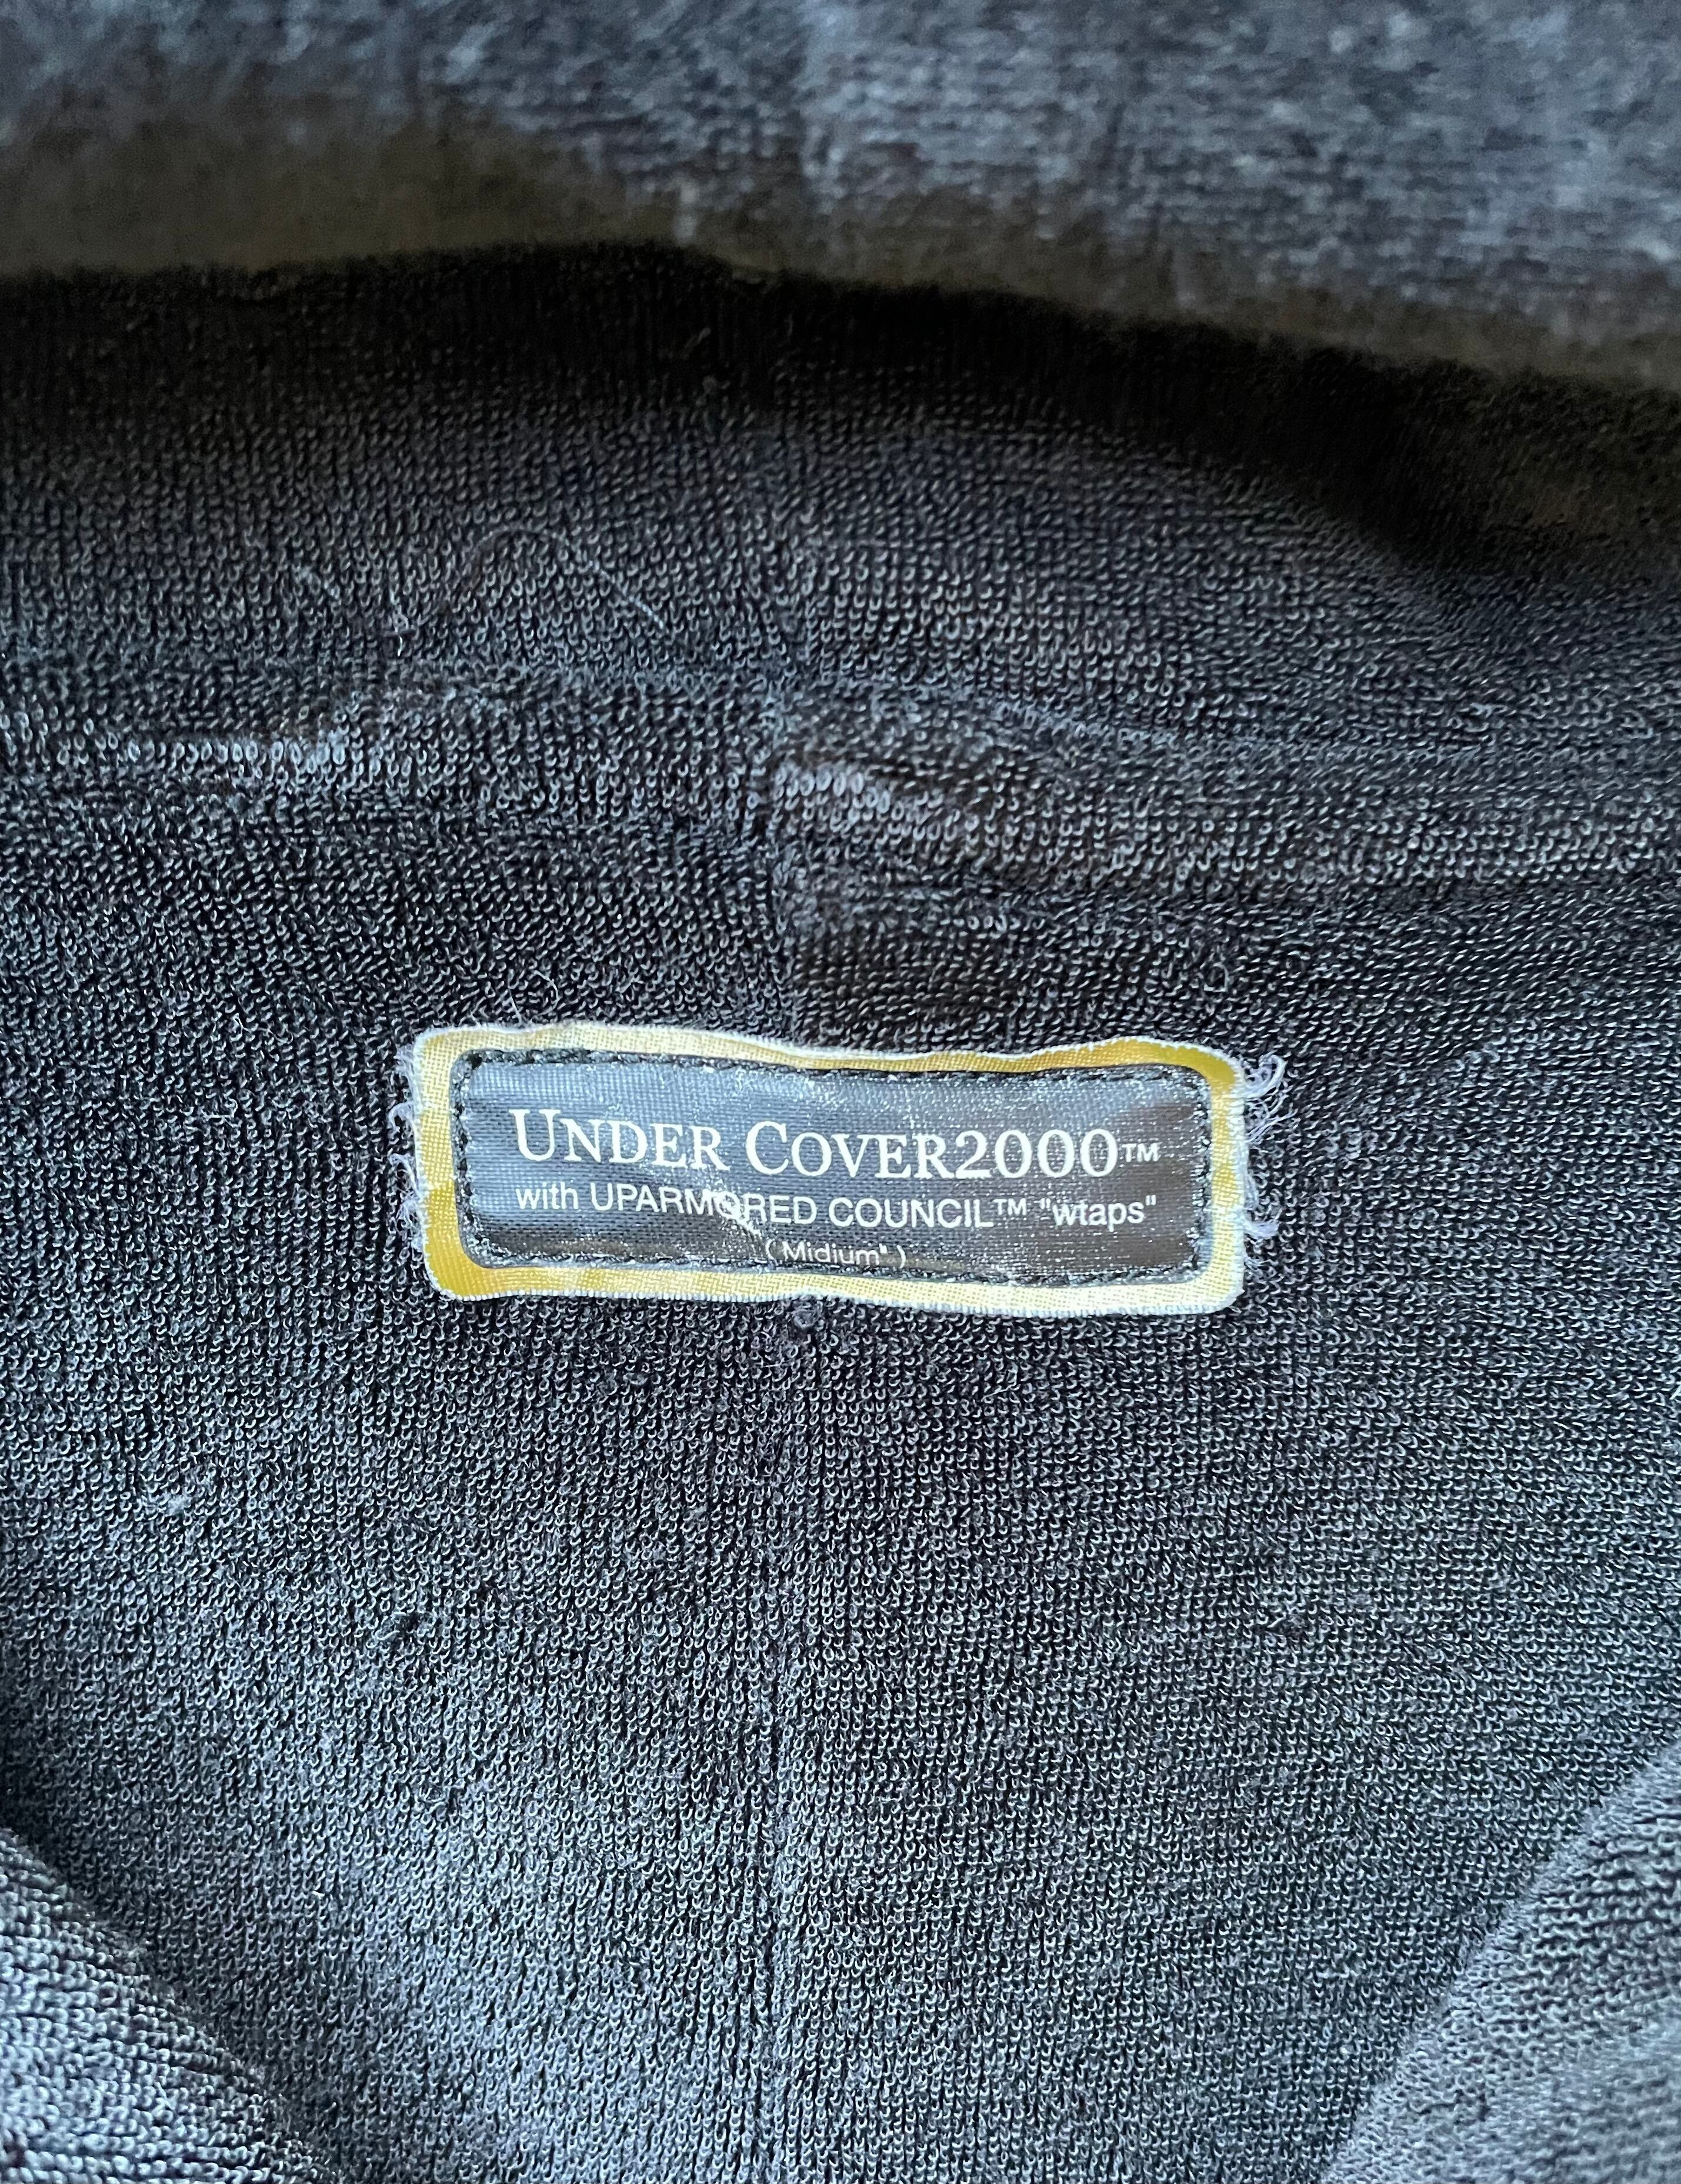 UNDER COVER2000™
with UPARMORED COUNCIL™ "wtaps"
( Midium" )